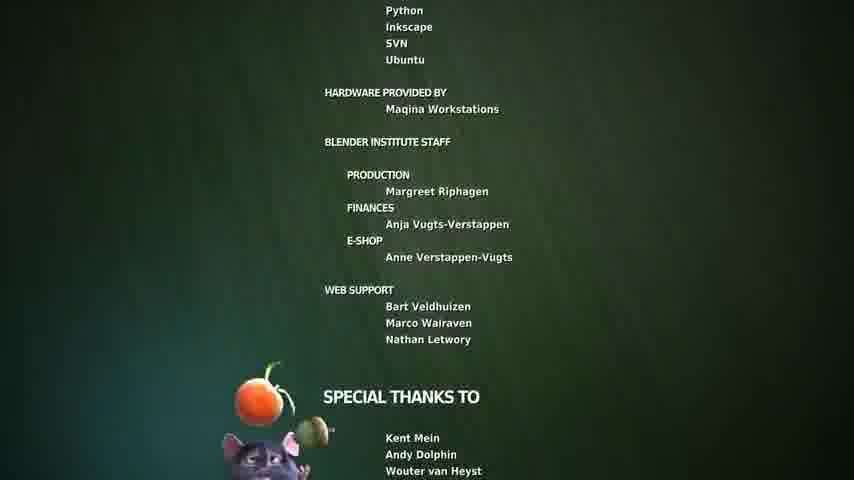 Python
Inkscape
SVN
Ubuntu
HARDWARE PROVIDED BY
Maqina Workstations
BLENDER INSTITUTE STAFF
PRODUCTION
Margreet Riphagen
FINANCES
Anja Vugts-Verstappen
E-SHOP
Anne Verstappen-Vugts
WEB SUPPORT
Bart Veldhuizen
Marco Walraven
Nathan Letwory
SPECIAL THANKS TO
Kent Mein
Andy Dolphin
Wouter van Heyst